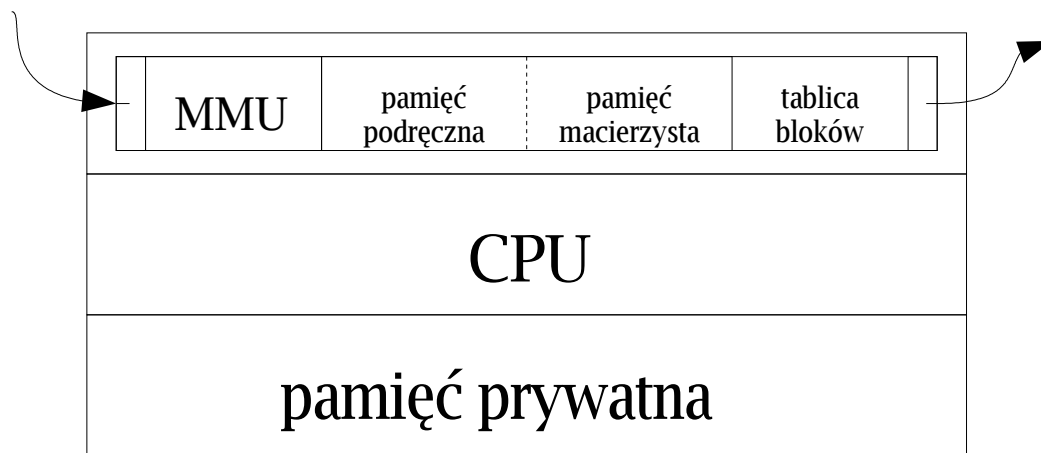 MMU
pamięć
podręczna
pamięć
macierzysta
tablica
bloków
CPU
pamięć prywatna